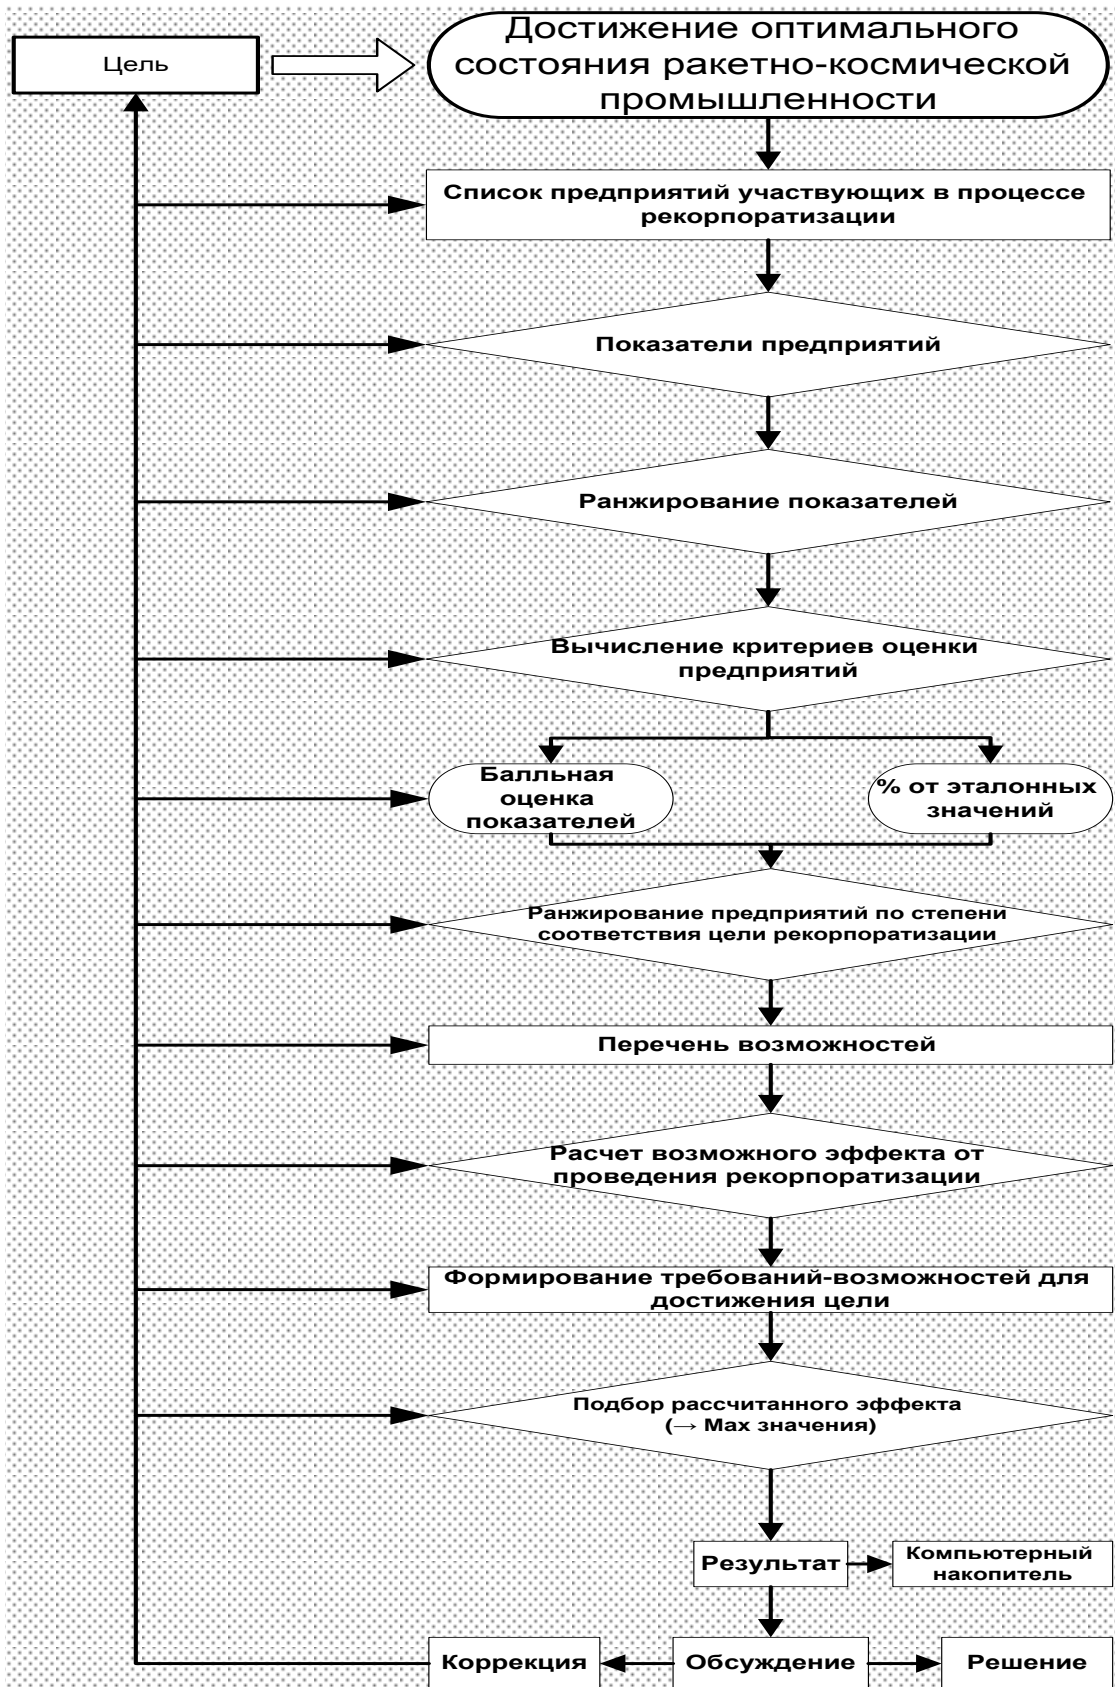 Цель
Достижение оптимального
состояния ракетно-космической
промышленности
Список предприятий участвующих в процессе
рекорпоратизации
Показатели предприятий
Ранжирование показателей
Вычисление критериев оценки
предприятий
Балльная
оценка
показателей
% от эталонных
значений
Ранжирование предприятий по степени
соответствия цели рекорпоратизации
Перечень возможностей
Расчет возможного эффекта от
проведения рекорпоратизации
Формирование требований-возможностей для
достижения цели
Подбор рассчитанного эффекта
(→ Max значения)
Результат
Компьютерный
накопитель
Коррекция
Обсуждение
Решение